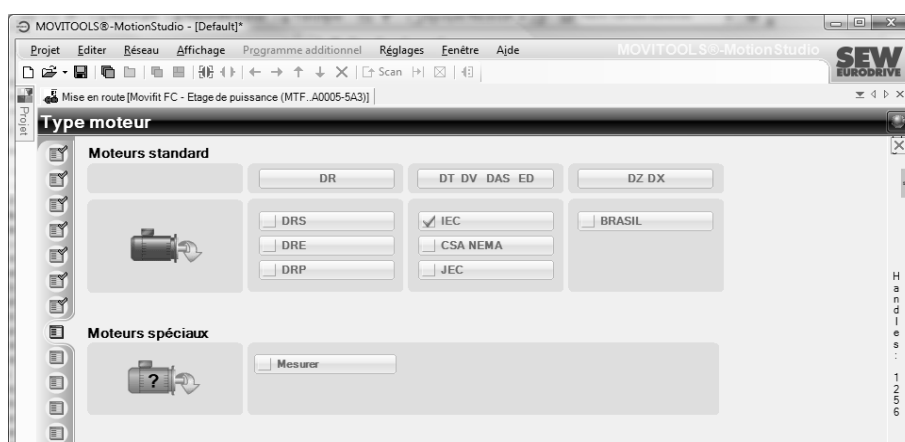 MOVITOOLS®-MotionStudio - [Default]*
Projet Editer Réseau Affichage Programme additionnel Réglages Fenêtre Aide MOVITOOLS®-MotionStudio
SEW
EURODRIVE
Scan
Mise en route [Movifit FC - Etage de puissance (MTF..A0005-5A3)]
Projet
Type moteur
Moteurs standard
DR DT DV DAS ED DZ DX
DRS IEC BRASIL
DRE CSA NEMA
DRP JEC
Moteurs spéciaux
Mesurer
?
Handles: 1256